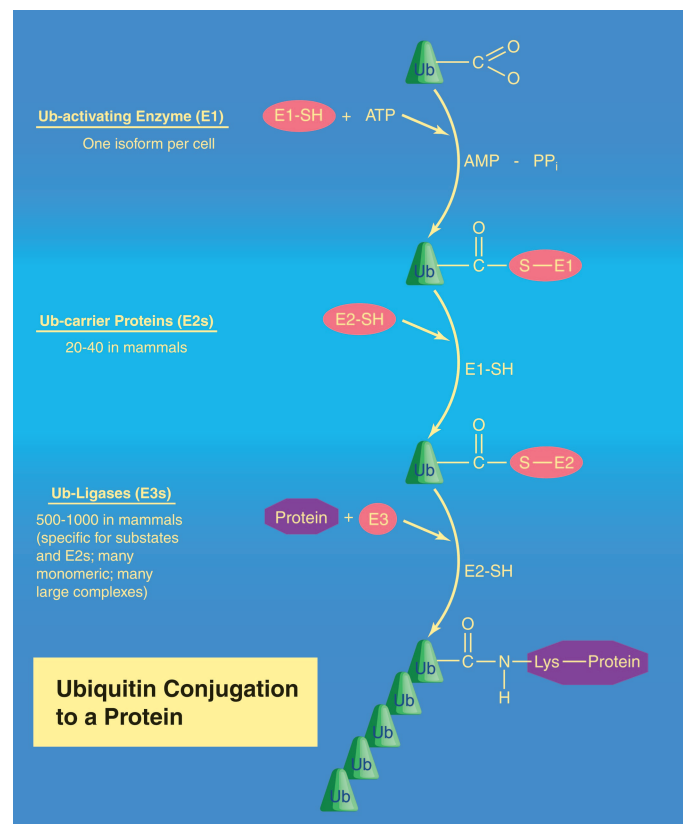 O
Ub
C
O
Ub-activating Enzyme (E1)
E1-SH + ATP
One isoform per cell
AMP - PPi
O
Ub
C
S—E1
Ub-carrier Proteins (E2s)
E2-SH
20-40 in mammals
E1-SH
O
Ub
C
S—E2
Ub-Ligases (E3s)
Protein + E3
500-1000 in mammals
(specific for substates
and E2s; many
monomeric; many
large complexes)
E2-SH
O
Ub
C—N—Lys—Protein
H
Ub
Ub
Ub
Ub
Ubiquitin Conjugation
to a Protein